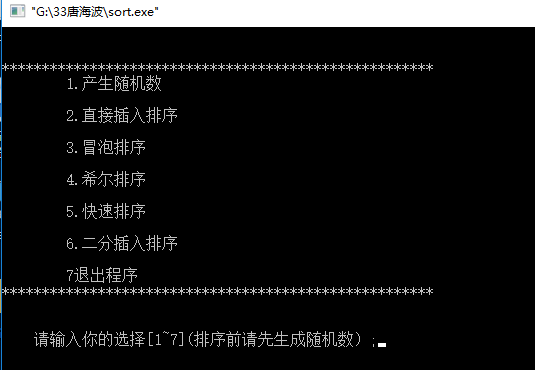 "G:\33唐海波\sort.exe"
******************************************************
1.产生随机数
2.直接插入排序
3.冒泡排序
4.希尔排序
5.快速排序
6.二分插入排序
7退出程序
******************************************************
请输入你的选择[1~7](排序前请先生成随机数) ;